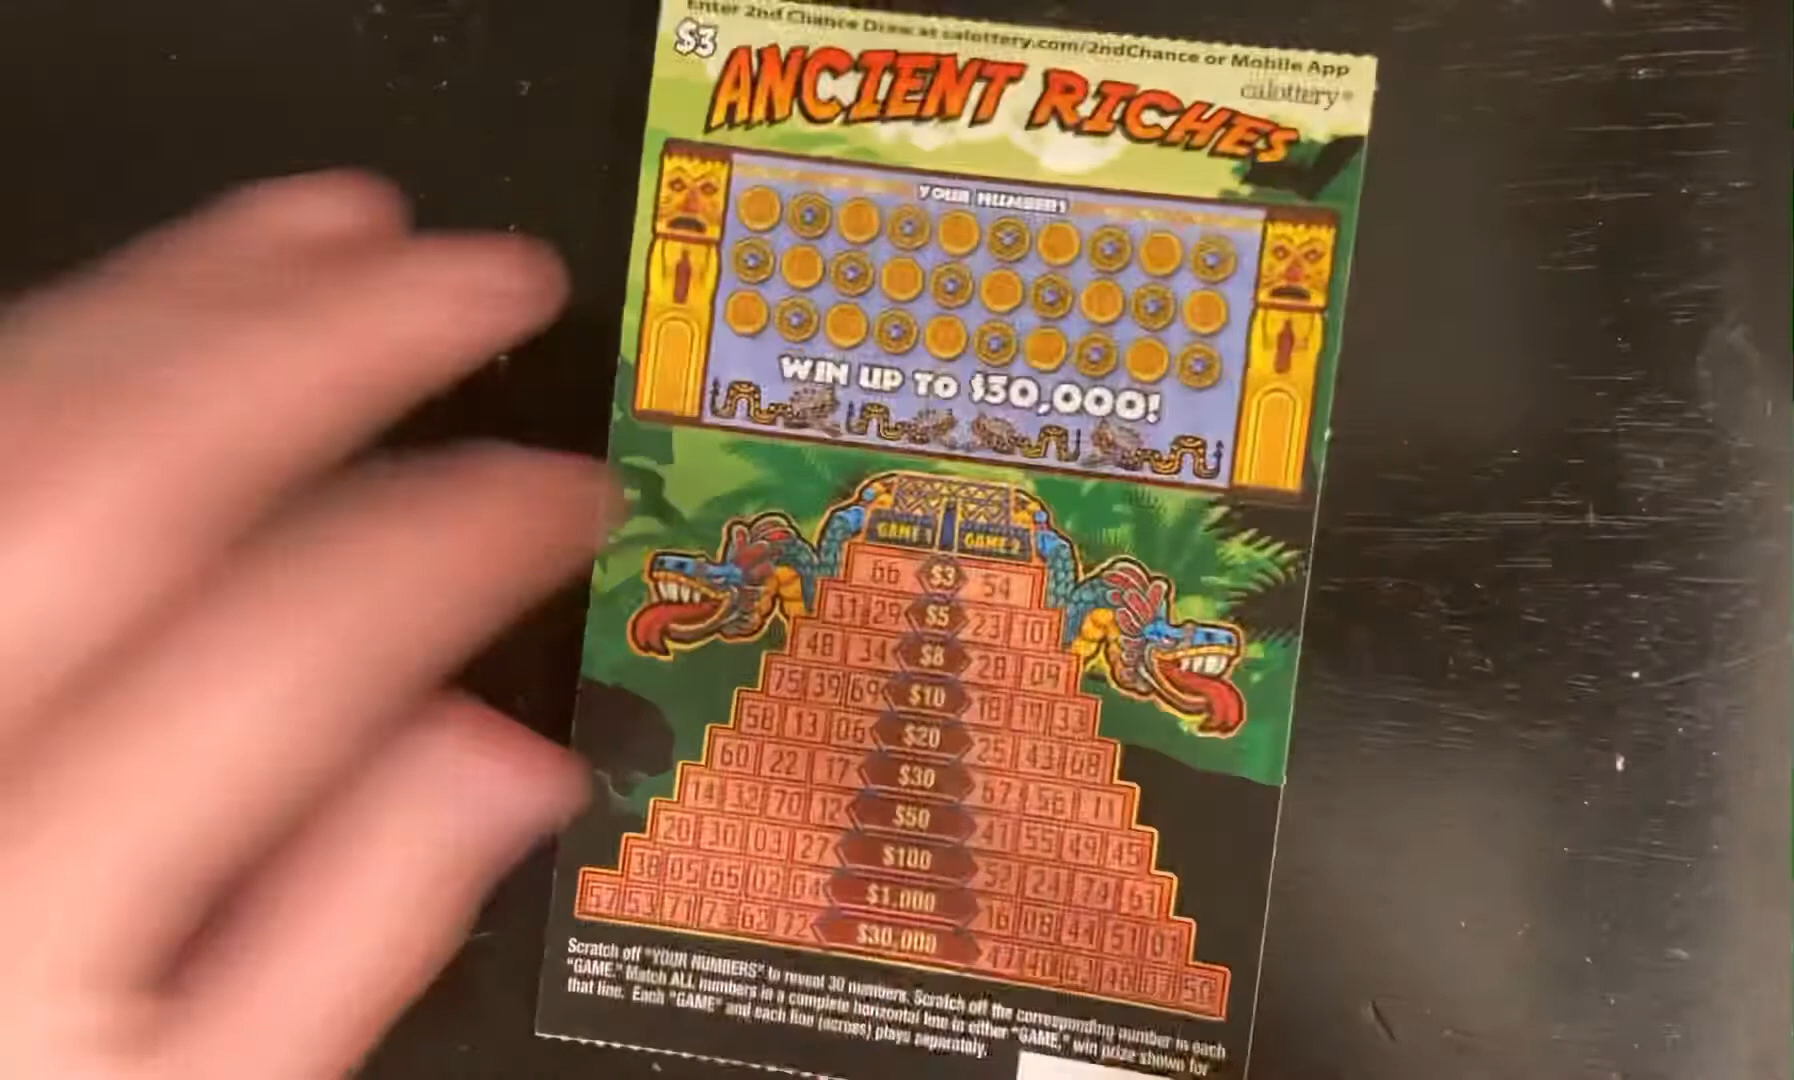 Enter 2nd Chance Draw at calottery.com/2ndChance or Mobile App
$3
calottery
ANCIENT RICHES
YOUR NUMBERS
WIN UP TO $30,000!
GAME 1 GAME 2
66 $3 54
31 29 $5 23 10
48 34 $8 28 09
75 39 69 $10 18 19 33
58 13 06 $20 25 43 08
60 22 17 $30 67 56 11
14 32 70 12 $50 41 55 49 45
20 30 03 27 $100 52 24 74 61
38 05 65 02 04 $1,000 16 44 51 01
57 53 71 73 63 72 $30,000 50
Scratch off "YOUR NUMBERS" to reveal 30 numbers. Scratch off the corresponding number in each
"GAME." Match ALL numbers in a complete horizontal line in either "GAME," win prize shown for
that line. Each "GAME" and each line (across) plays separately.